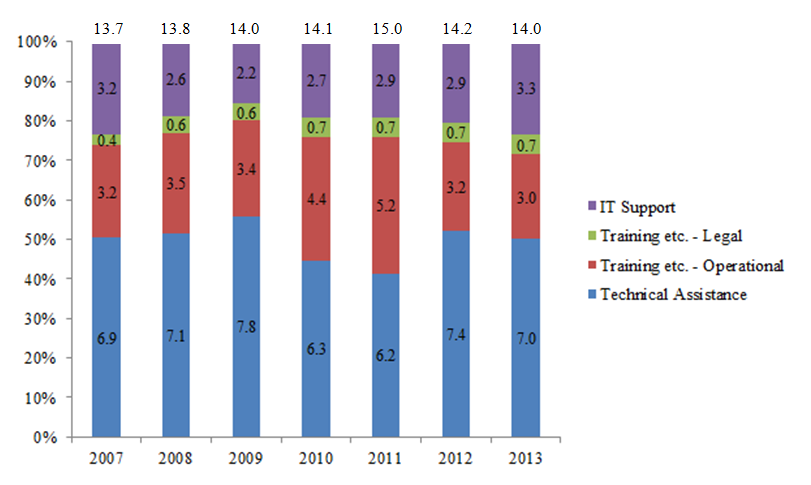 13.7 13.8 14.0 14.1 15.0 14.2 14.0
100%
90%
80%
70%
60%
50%
40%
30%
20%
10%
0%
3.2 2.6 2.2 2.7 2.9 2.9 3.3
0.4 0.6 0.6 0.7 0.7 0.7 0.7
3.2 3.5 3.4 4.4 5.2 3.2 3.0
6.9 7.1 7.8 6.3 6.2 7.4 7.0
2007 2008 2009 2010 2011 2012 2013
IT Support
Training etc. - Legal
Training etc. - Operational
Technical Assistance